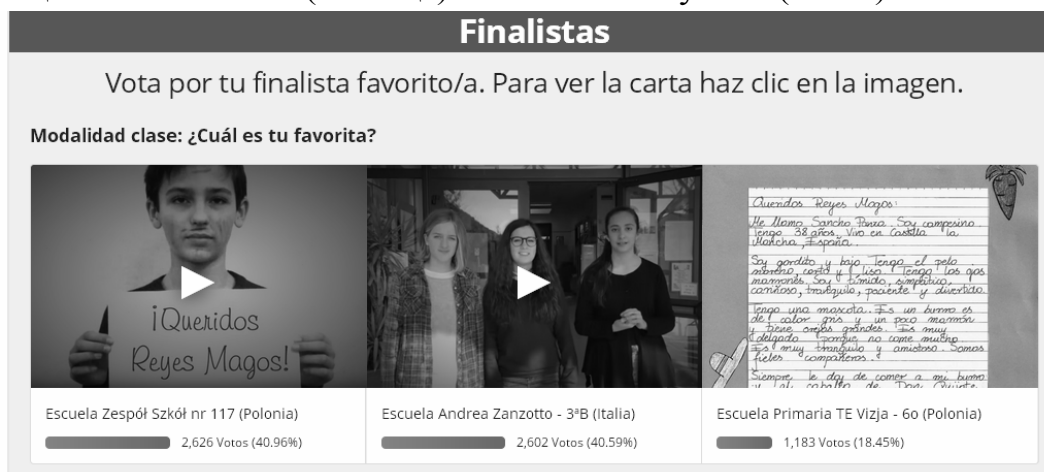 Finalistas
Vota por tu finalista favorito/a. Para ver la carta haz clic en la imagen.
Modalidad clase: ¿Cuál es tu favorita?
¡Queridos
Reyes Magos!
Queridos Reyes Magos:
Me llamo Sancho Panza. Soy campesino.
Tengo 38 años. Vivo en Castilla la
Mancha, España.
Soy gordito y bajo. Tengo el pelo
moreno, corto y liso. Tengo los ojos
marrones. Soy tímido, simpático,
cariñoso, tranquilo, paciente y divertido.
Tengo una mascota. Es un burro es
de color gris y un poco marrón
y tiene orejas grandes. Es muy
delgado porque no come mucho.
Es muy tranquilo y amistoso. Somos
fieles compañeros.
Siempre le doy de comer a mi burro
y al caballo de Don Quijote
Escuela Zespół Szkół nr 117 (Polonia)
2,626 Votos (40.96%)
Escuela Andrea Zanzotto - 3ªB (Italia)
2,602 Votos (40.59%)
Escuela Primaria TE Vizja - 6o (Polonia)
1,183 Votos (18.45%)